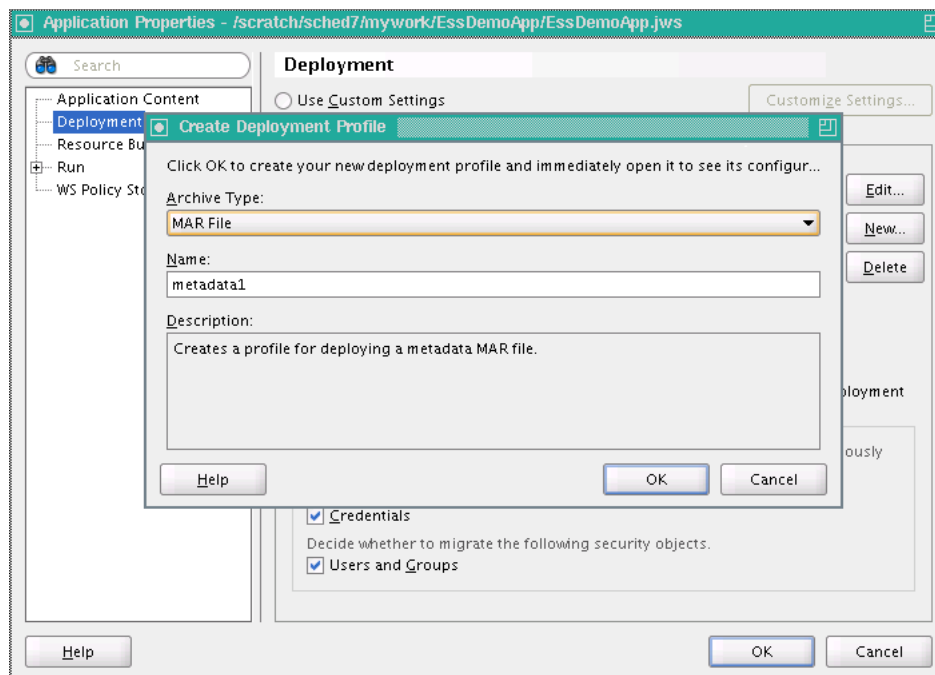 Application Properties - /scratch/sched7/mywork/EssDemoApp/EssDemoApp.jws
Search
Application Content
Deployment
Resource Bu
Run
WS Policy Sto
Deployment
Use Custom Settings
Customize Settings...
Edit...
New...
Delete
ployment
ously
Create Deployment Profile
Click OK to create your new deployment profile and immediately open it to see its configur...
Archive Type:
MAR File
Name:
metadata1
Description:
Creates a profile for deploying a metadata MAR file.
Help
OK
Cancel
Credentials
Decide whether to migrate the following security objects.
Users and Groups
Help
OK
Cancel